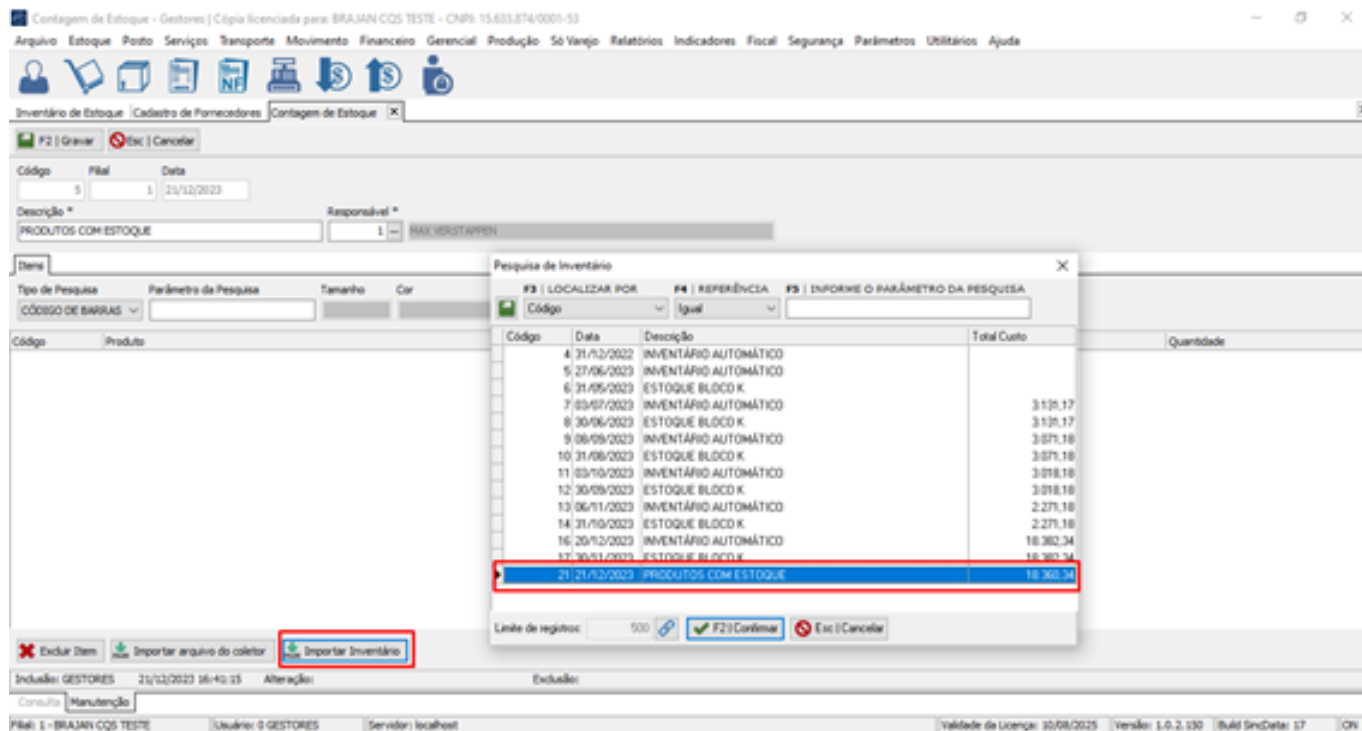 Contagem de Estoque - Gestores | Cópia licenciada para: BRAJAN CQS TESTE - CNPJ: 15.633.874/0001-53
Arquivo Estoque Posto Serviços Transporte Movimento Financeiro Gerencial Produção Só Varejo Relatórios Indicadores Fiscal Segurança Parâmetros Utilitários Ajuda
NF
Inventário de Estoque Cadastro de Fornecedores Contagem de Estoque
F2 | Gravar Esc | Cancelar
Código Filial Data
5 1 21/12/2023
Descrição * Responsável *
PRODUTOS COM ESTOQUE 1 MAX VERSTAPPEN
Itens
Tipo de Pesquisa Parâmetro da Pesquisa Tamanho Cor
CÓDIGO DE BARRAS
Código Produto Quantidade
Pesquisa de Inventário
F3 | LOCALIZAR POR F4 | REFERÊNCIA F5 | INFORME O PARÂMETRO DA PESQUISA
Código Igual
Código Data Descrição Total Custo
4 31/12/2022 INVENTÁRIO AUTOMÁTICO
5 27/06/2023 INVENTÁRIO AUTOMÁTICO
6 31/05/2023 ESTOQUE BLOCO K
7 03/07/2023 INVENTÁRIO AUTOMÁTICO 3.131,17
8 30/06/2023 ESTOQUE BLOCO K 3.131,17
9 08/09/2023 INVENTÁRIO AUTOMÁTICO 3.071,18
10 31/08/2023 ESTOQUE BLOCO K 3.071,18
11 03/10/2023 INVENTÁRIO AUTOMÁTICO 3.018,18
12 30/09/2023 ESTOQUE BLOCO K 3.018,18
13 06/11/2023 INVENTÁRIO AUTOMÁTICO 2.271,18
14 31/10/2023 ESTOQUE BLOCO K 2.271,18
16 20/12/2023 INVENTÁRIO AUTOMÁTICO 18.382,34
17 30/11/2023 ESTOQUE BLOCO K 18.382,34
21 21/12/2023 PRODUTOS COM ESTOQUE 18.360,34
Limite de registros: 500 F2 | Confirmar Esc | Cancelar
Excluir Item Importar arquivo do coletor Importar Inventário
Inclusão: GESTORES 21/12/2023 16:41:15 Alteração: Exclusão:
Consulta Manutenção
Filial: 1 - BRAJAN CQS TESTE Usuário: 0 GESTORES Servidor: localhost Validade da Licença: 10/08/2025 Versão: 1.0.2.150 Build SincData: 17 ON